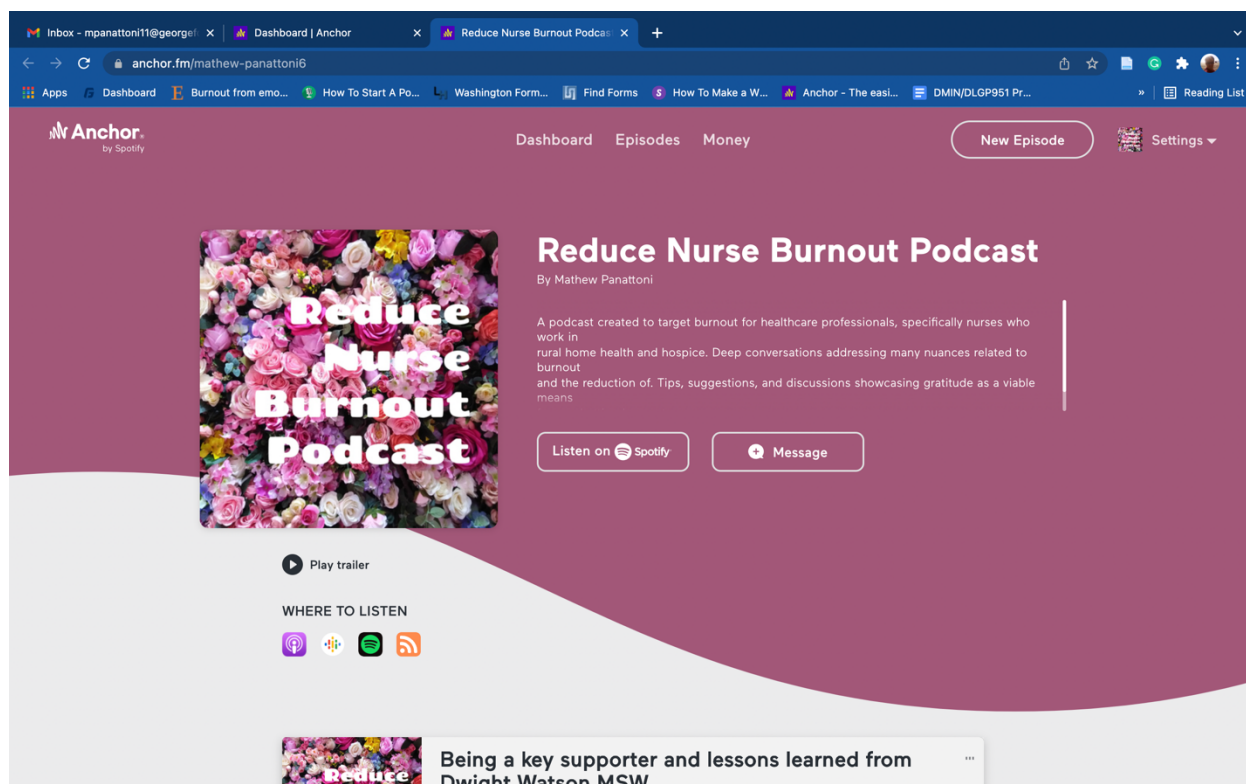 Inbox - mpanattoni11@georgef
Dashboard | Anchor
Reduce Nurse Burnout Podcas
anchor.fm/mathew-panattoni6
Apps
Dashboard
Burnout from emo...
How To Start A Po...
Washington Form...
Find Forms
How To Make a W...
Anchor - The easi...
DMIN/DLGP951 Pr...
»
Reading List
Anchor
by Spotify
Dashboard
Episodes
Money
New Episode
Settings
Reduce
Nurse
Burnout
Podcast
Reduce Nurse Burnout Podcast
By Mathew Panattoni
A podcast created to target burnout for healthcare professionals, specifically nurses who
work in
rural home health and hospice. Deep conversations addressing many nuances related to
burnout
and the reduction of. Tips, suggestions, and discussions showcasing gratitude as a viable
means
Listen on Spotify
Message
Play trailer
WHERE TO LISTEN
Reduce
Being a key supporter and lessons learned from
Dwight Watson MSW
...